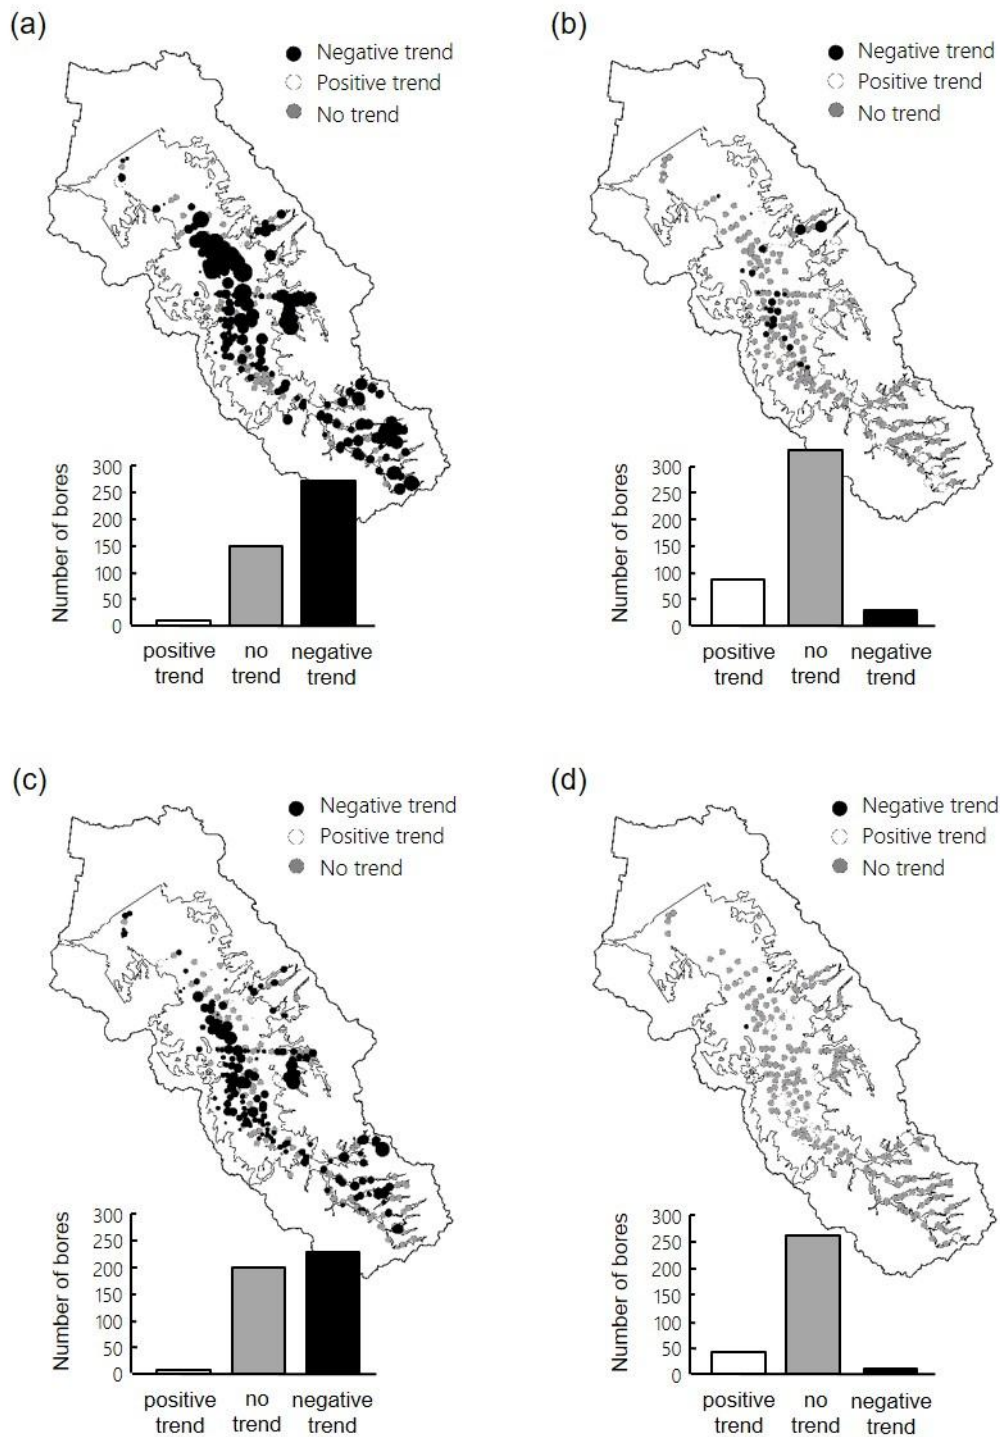 (a)
Negative trend
Positive trend
No trend
Number of bores
300
250
200
150
100
50
0
positive trend
no trend
negative trend
(b)
Negative trend
Positive trend
No trend
Number of bores
300
250
200
150
100
50
0
positive trend
no trend
negative trend
(c)
Negative trend
Positive trend
No trend
Number of bores
300
250
200
150
100
50
0
positive trend
no trend
negative trend
(d)
Negative trend
Positive trend
No trend
Number of bores
300
250
200
150
100
50
0
positive trend
no trend
negative trend